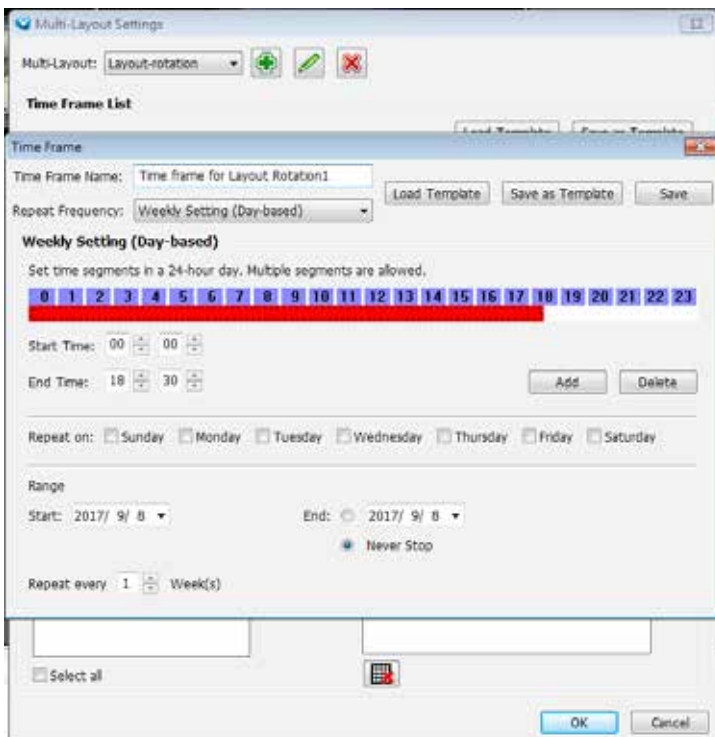 Multi-Layout Settings
Multi-Layout: Layout-rotation
Time Frame List
Load Template Save as Template
Time Frame
Time Frame Name: Time frame for Layout Rotation1
Load Template Save as Template Save
Repeat Frequency: Weekly Setting (Day-based)
Weekly Setting (Day-based)
Set time segments in a 24-hour day. Multiple segments are allowed.
0 1 2 3 4 5 6 7 8 9 10 11 12 13 14 15 16 17 18 19 20 21 22 23
Start Time: 00 00
End Time: 18 30 Add Delete
Repeat on: Sunday Monday Tuesday Wednesday Thursday Friday Saturday
Range
Start: 2017/ 9/ 8 End: 2017/ 9/ 8
Never Stop
Repeat every 1 Week(s)
Select all
OK Cancel